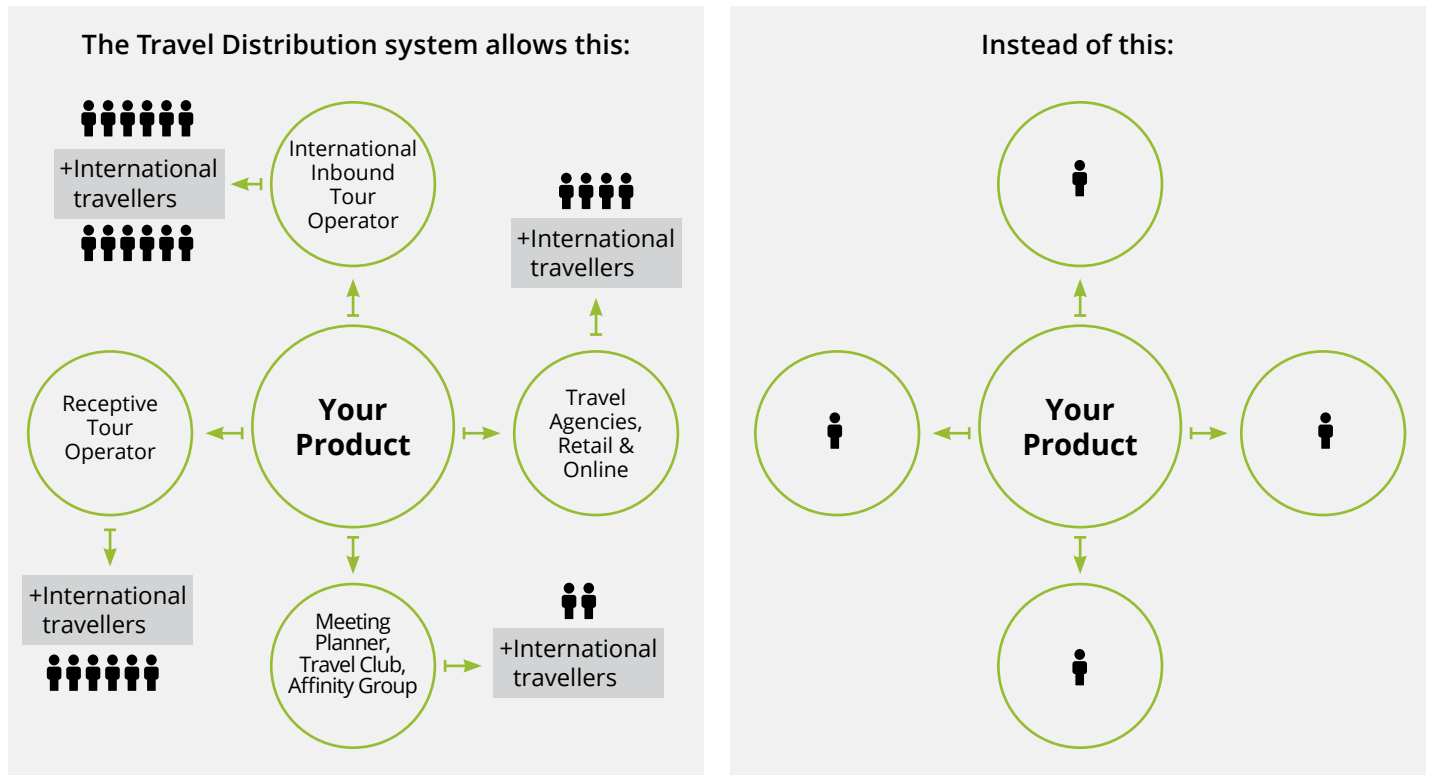 The Travel Distribution system allows this:
+International
travellers
International
Inbound
Tour
Operator
+International
travellers
Receptive
Tour
Operator
Your
Product
Travel
Agencies,
Retail &
Online
+International
travellers
Meeting
Planner,
Travel Club,
Affinity Group
+International
travellers
Instead of this:
Your
Product